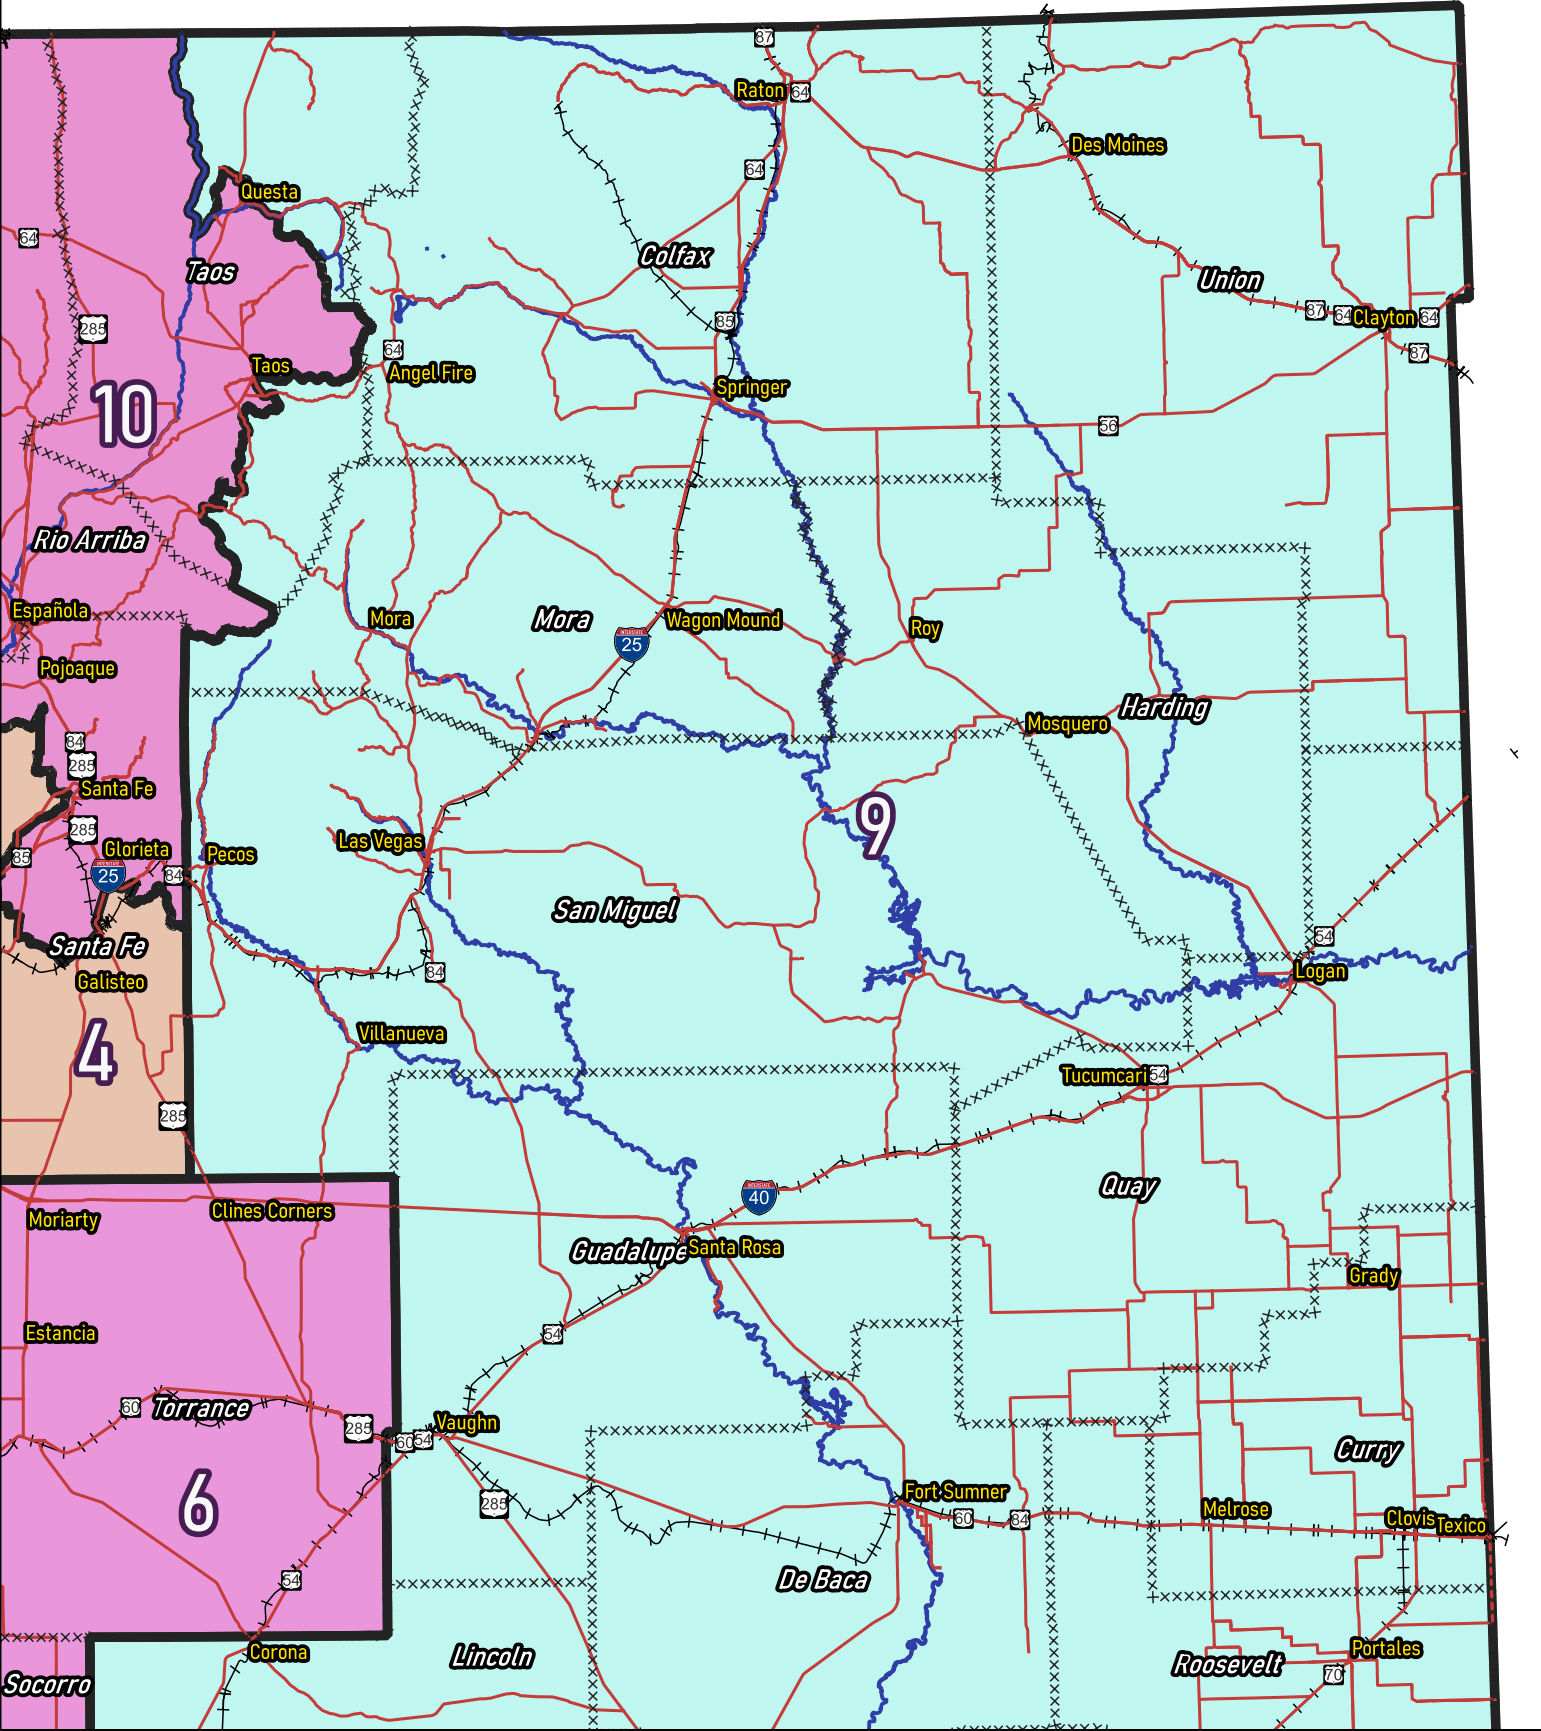 87
Raton
64
Des Moines
64
Questa
64
Colfax
Taos
Union
87
64
Clayton
64
285
85
64
87
Taos
Angel Fire
Springer
10
56
Rio Arriba
Española
Mora
Mora
Wagon Mound
Roy
INTERSTATE
25
Pojoaque
Harding
Mosquero
84
285
Santa Fe
9
285
Las Vegas
85
Glorieta
Pecos
INTERSTATE
25
84
San Miguel
54
Santa Fe
Galisteo
84
Logan
Villanueva
4
Tucumcari
54
285
Quay
INTERSTATE
40
Moriarty
Clines Corners
Guadalupe
Santa Rosa
Grady
Estancia
54
60
Torrance
285
60
54
Vaughn
Curry
6
285
Fort Sumner
60
84
Melrose
Clovis
Texico
54
De Baca
Corona
Lincoln
Roosevelt
Portales
70
Socorro